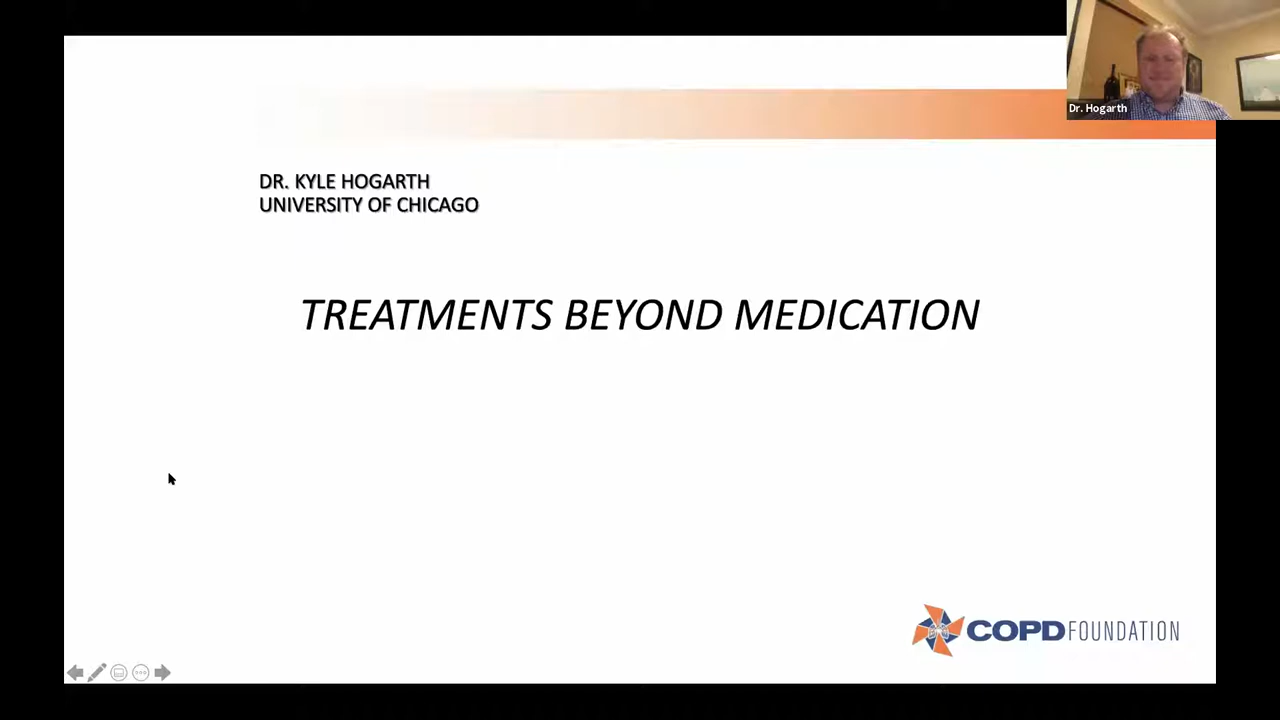 Dr. Hogarth
DR. KYLE HOGARTH
UNIVERSITY OF CHICAGO
TREATMENTS BEYOND MEDICATION
COPD FOUNDATION